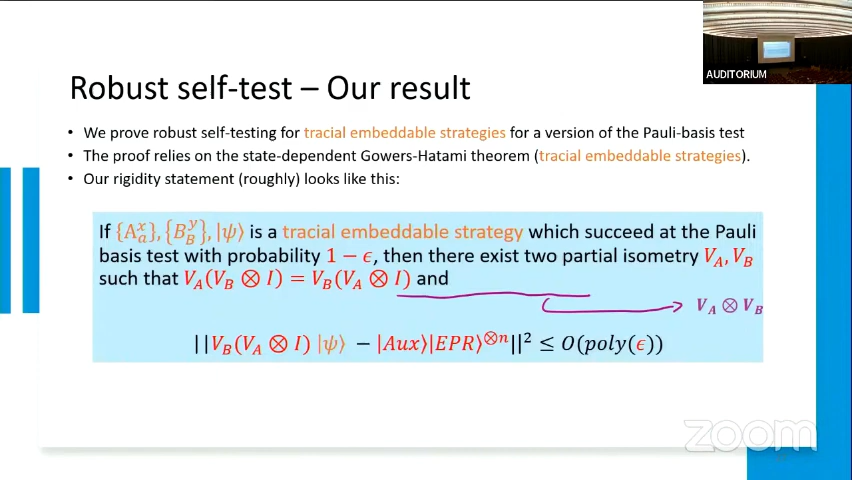 AUDITORIUM
Robust self-test – Our result
• We prove robust self-testing for tracial embeddable strategies for a version of the Pauli-basis test
• The proof relies on the state-dependent Gowers-Hatami theorem (tracial embeddable strategies).
• Our rigidity statement (roughly) looks like this:
If {A_a^x}, {B_B^y}, |ψ⟩ is a tracial embeddable strategy which succeed at the Pauli
basis test with probability 1 − ϵ, then there exist two partial isometry V_A, V_B
such that V_A(V_B ⊗ I) = V_B(V_A ⊗ I) and
V_A ⊗ V_B
||V_B(V_A ⊗ I) |ψ⟩ − |Aux⟩|EPR⟩^{⊗n}||^2 ≤ O(poly(ϵ))
zoom